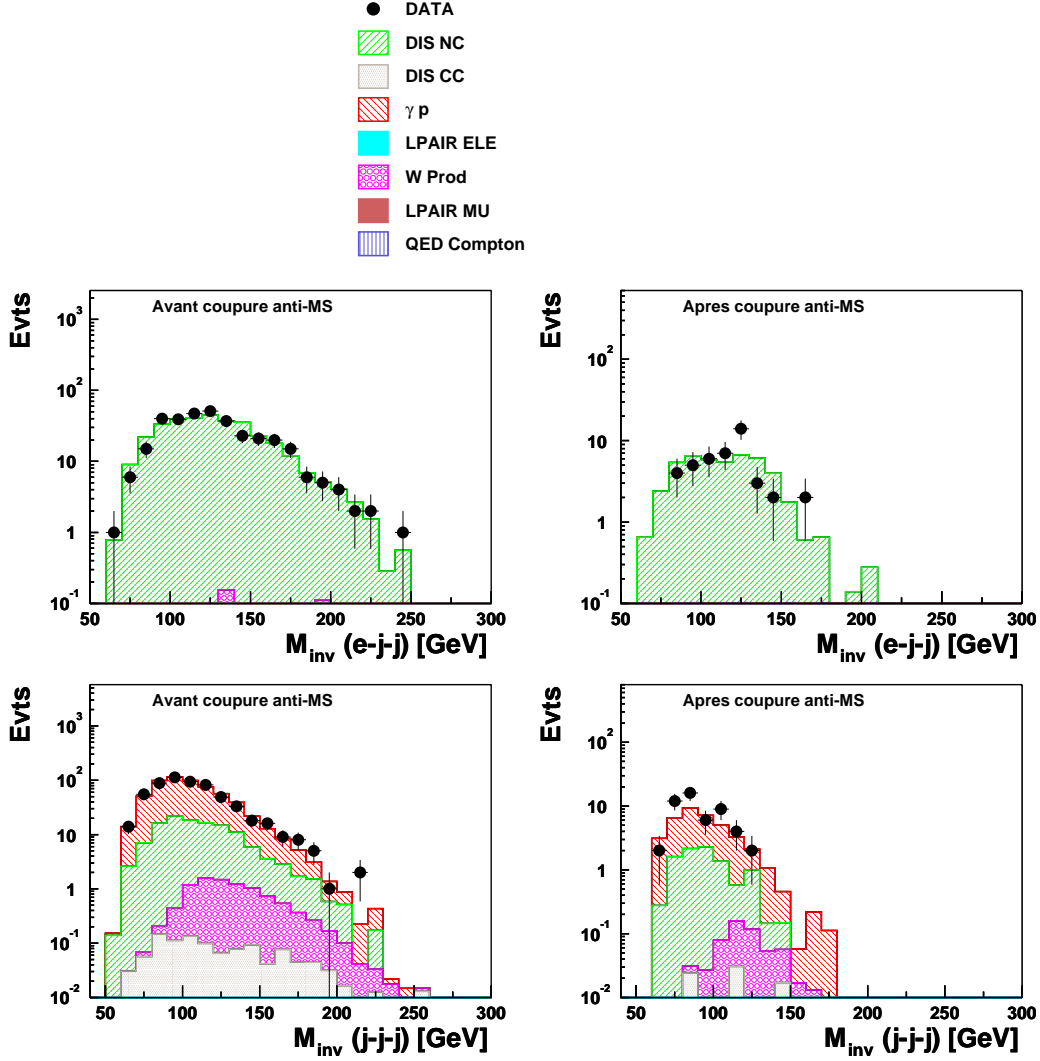 DATA
DIS NC
DIS CC
γ p
LPAIR ELE
W Prod
LPAIR MU
QED Compton
Evts
Avant coupure anti-MS
10³
10²
10
1
10⁻¹
50 100 150 200 250 300
M_inv (e-j-j) [GeV]
Evts
Apres coupure anti-MS
10²
10
1
10⁻¹
50 100 150 200 250 300
M_inv (e-j-j) [GeV]
Evts
Avant coupure anti-MS
10³
10²
10
1
10⁻¹
10⁻²
50 100 150 200 250 300
M_inv (j-j-j) [GeV]
Evts
Apres coupure anti-MS
10²
10
1
10⁻¹
10⁻²
50 100 150 200 250 300
M_inv (j-j-j) [GeV]